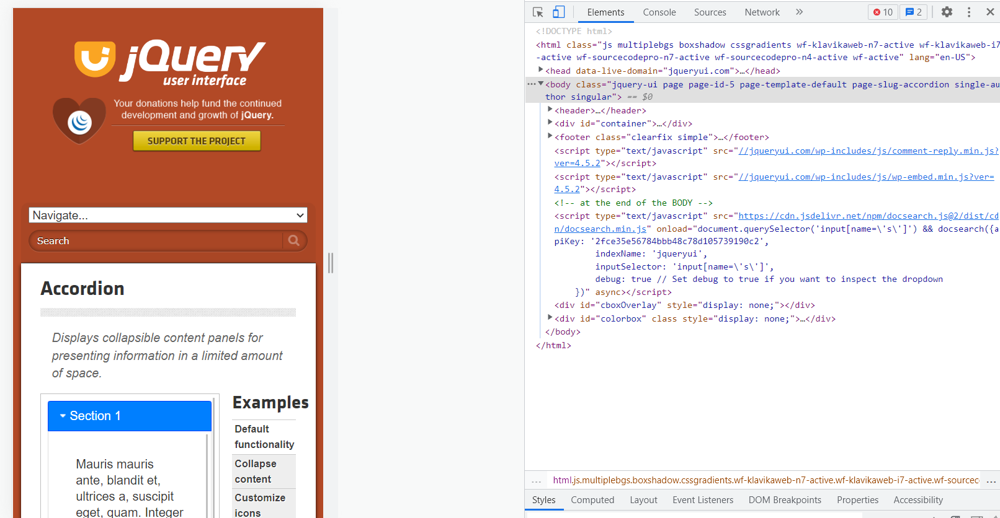 jQuery
user interface
Your donations help fund the continued
development and growth of jQuery.
SUPPORT THE PROJECT
Navigate...
Search
Accordion
Displays collapsible content panels for
presenting information in a limited amount
of space.
Section 1
Mauris mauris
ante, blandit et,
ultrices a, suscipit
eget, quam. Integer
Examples
Default
functionality
Collapse
content
Customize
icons
Elements Console Sources Network » 10 2
<!DOCTYPE html>
<html class="js multiplebgs boxshadow cssgradients wf-klavikaweb-n7-active wf-klavikaweb-i7
-active wf-sourcecodepro-n7-active wf-sourcecodepro-n4-active wf-active" lang="en-US">
<head data-live-domain="jqueryui.com">…</head>
<body class="jquery-ui page page-id-5 page-template-default page-slug-accordion single-au
thor singular"> == $0
<header>…</header>
<div id="container">…</div>
<footer class="clearfix simple">…</footer>
<script type="text/javascript" src="//jqueryui.com/wp-includes/js/comment-reply.min.js?
ver=4.5.2"></script>
<script type="text/javascript" src="//jqueryui.com/wp-includes/js/wp-embed.min.js?ver=
4.5.2"></script>
<!-- at the end of the BODY -->
<script type="text/javascript" src="https://cdn.jsdelivr.net/npm/docsearch.js@2/dist/cd
n/docsearch.min.js" onload="document.querySelector('input[name=\'s\']') && docsearch({a
piKey: '2fce35e56784bbb48c78d105739190c2',
indexName: 'jqueryui',
inputSelector: 'input[name=\'s\']',
debug: true // Set debug to true if you want to inspect the dropdown
})" async></script>
<div id="cboxOverlay" style="display: none;"></div>
<div id="colorbox" class style="display: none;">…</div>
</body>
</html>
... html.js.multiplebgs.boxshadow.cssgradients.wf-klavikaweb-n7-active.wf-klavikaweb-i7-active.wf-sourcec ...
Styles Computed Layout Event Listeners DOM Breakpoints Properties Accessibility